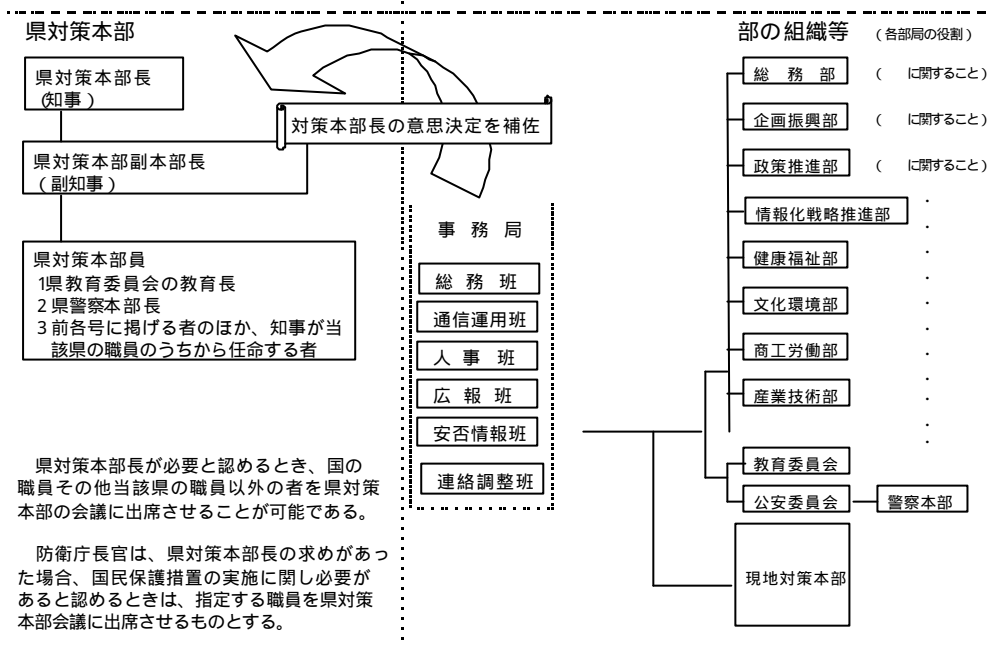 県対策本部
県対策本部長
(知事)
県対策本部副本部長
(副知事)
県対策本部員
1県教育委員会の教育長
2県警察本部長
3前各号に掲げる者のほか、知事が当
該県の職員のうちから任命する者
県対策本部長が必要と認めるとき、国の
職員その他当該県の職員以外の者を県対策
本部の会議に出席させることが可能である。
防衛庁長官は、県対策本部長の求めがあっ
た場合、国民保護措置の実施に関し必要が
あると認めるときは、指定する職員を県対策
本部会議に出席させるものとする。
対策本部長の意思決定を補佐
事務局
総務班
通信運用班
人事班
広報班
安否情報班
連絡調整班
部の組織等 (各部局の役割)
総務部 ( に関すること)
企画振興部 ( に関すること)
政策推進部 ( に関すること)
情報化戦略推進部
健康福祉部
文化環境部
商工労働部
産業技術部
教育委員会
公安委員会 警察本部
現地対策本部